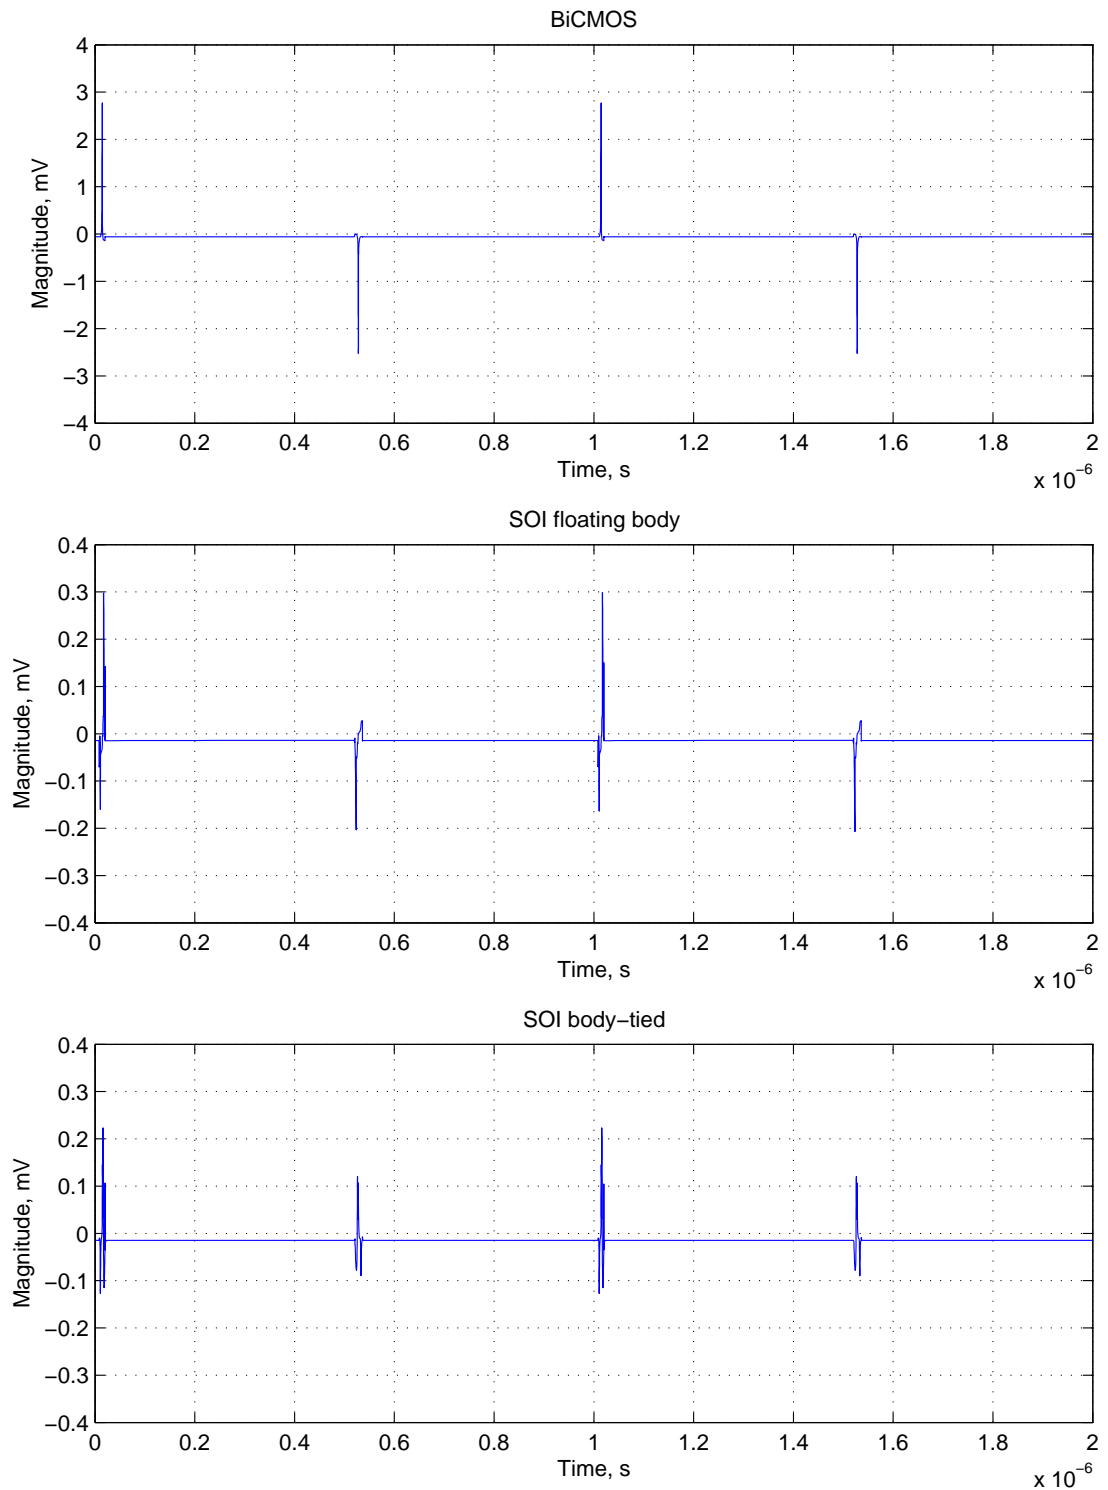 BiCMOS
4
3
2
1
0
−1
−2
−3
−4
Magnitude, mV
0 0.2 0.4 0.6 0.8 1 1.2 1.4 1.6 1.8 2
Time, s
x 10⁻⁶
SOI floating body
0.4
0.3
0.2
0.1
0
−0.1
−0.2
−0.3
−0.4
Magnitude, mV
0 0.2 0.4 0.6 0.8 1 1.2 1.4 1.6 1.8 2
Time, s
x 10⁻⁶
SOI body−tied
0.4
0.3
0.2
0.1
0
−0.1
−0.2
−0.3
−0.4
Magnitude, mV
0 0.2 0.4 0.6 0.8 1 1.2 1.4 1.6 1.8 2
Time, s
x 10⁻⁶